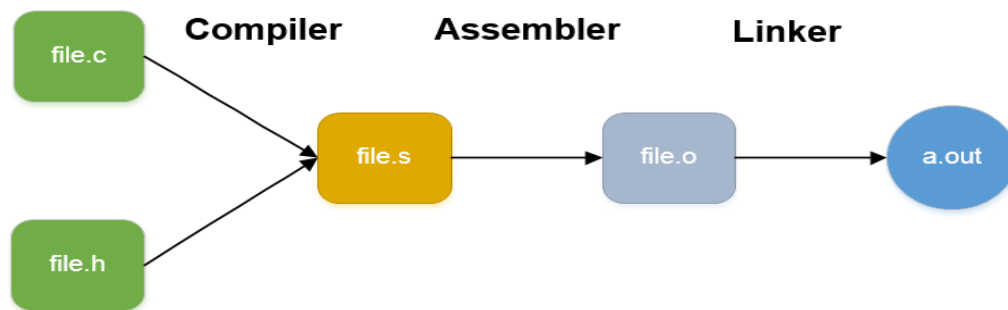 Compiler
Assembler
Linker
file.c
file.s
file.o
a.out
file.h